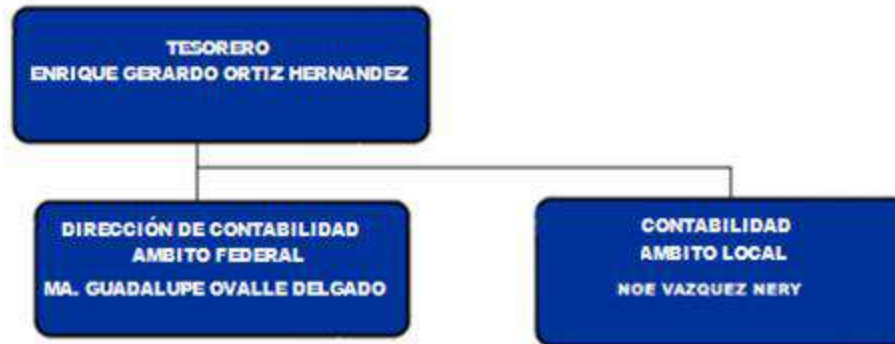 TESORERO
ENRIQUE GERARDO ORTIZ HERNANDEZ
DIRECCIÓN DE CONTABILIDAD
AMBITO FEDERAL
MA. GUADALUPE OVALLE DELGADO
CONTABILIDAD
AMBITO LOCAL
NOE VAZQUEZ NERY